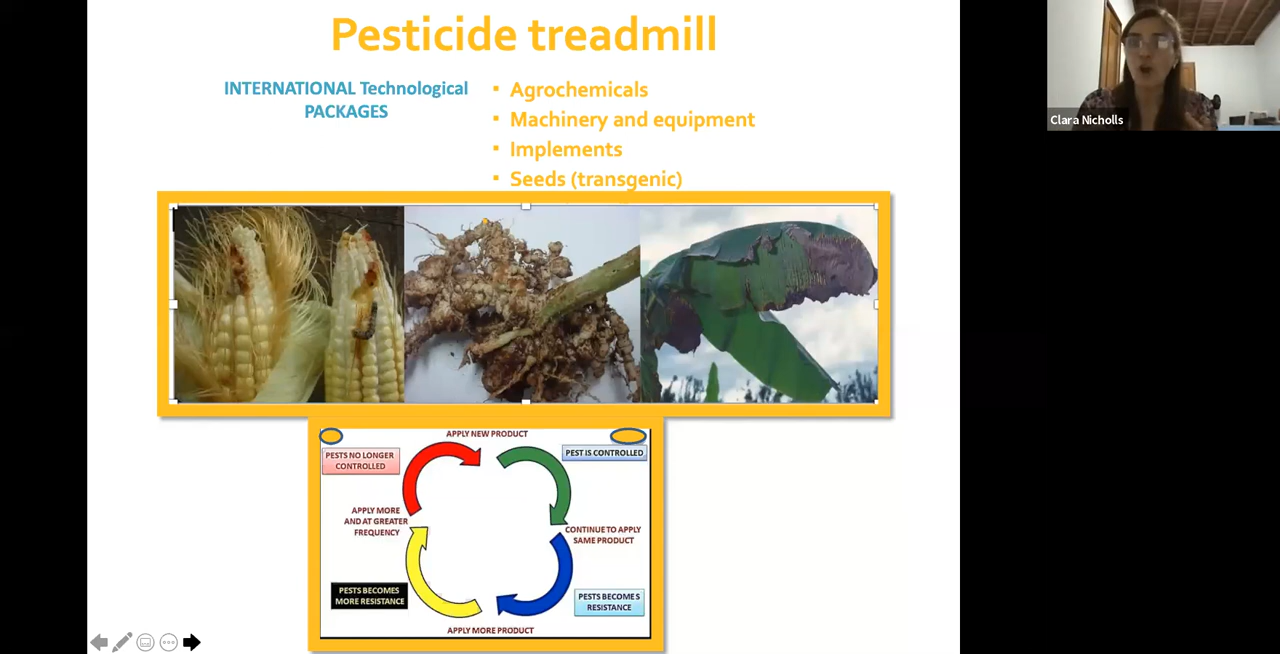 Pesticide treadmill
INTERNATIONAL Technological
PACKAGES
▪ Agrochemicals
▪ Machinery and equipment
▪ Implements
▪ Seeds (transgenic)
Clara Nicholls
APPLY NEW PRODUCT
PESTS NO LONGER
CONTROLLED
PEST IS CONTROLLED
APPLY MORE
AND AT GREATER
FREQUENCY
CONTINUE TO APPLY
SAME PRODUCT
PESTS BECOMES
MORE RESISTANCE
PESTS BECOME S
RESISTANCE
APPLY MORE PRODUCT